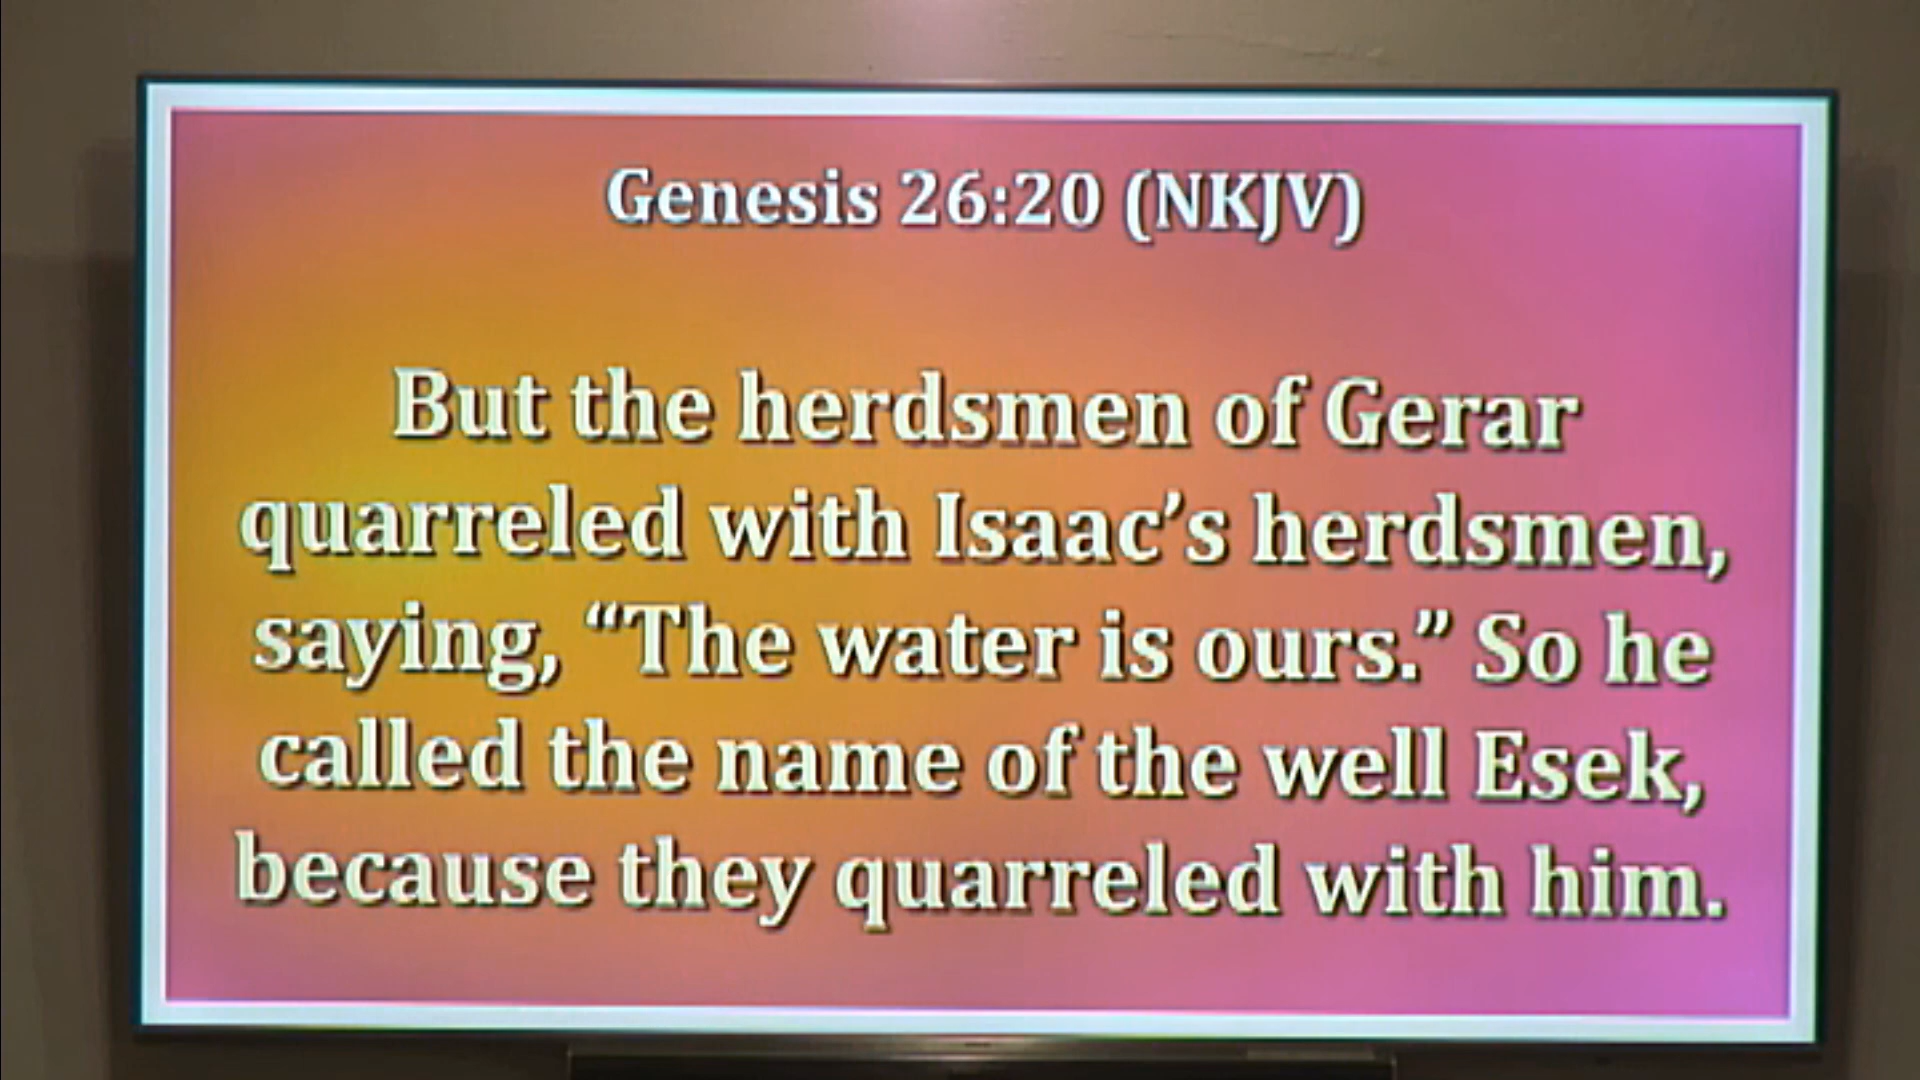 Genesis 26:20 (NKJV)
But the herdsmen of Gerar
quarreled with Isaac’s herdsmen,
saying, “The water is ours.” So he
called the name of the well Esek,
because they quarreled with him.